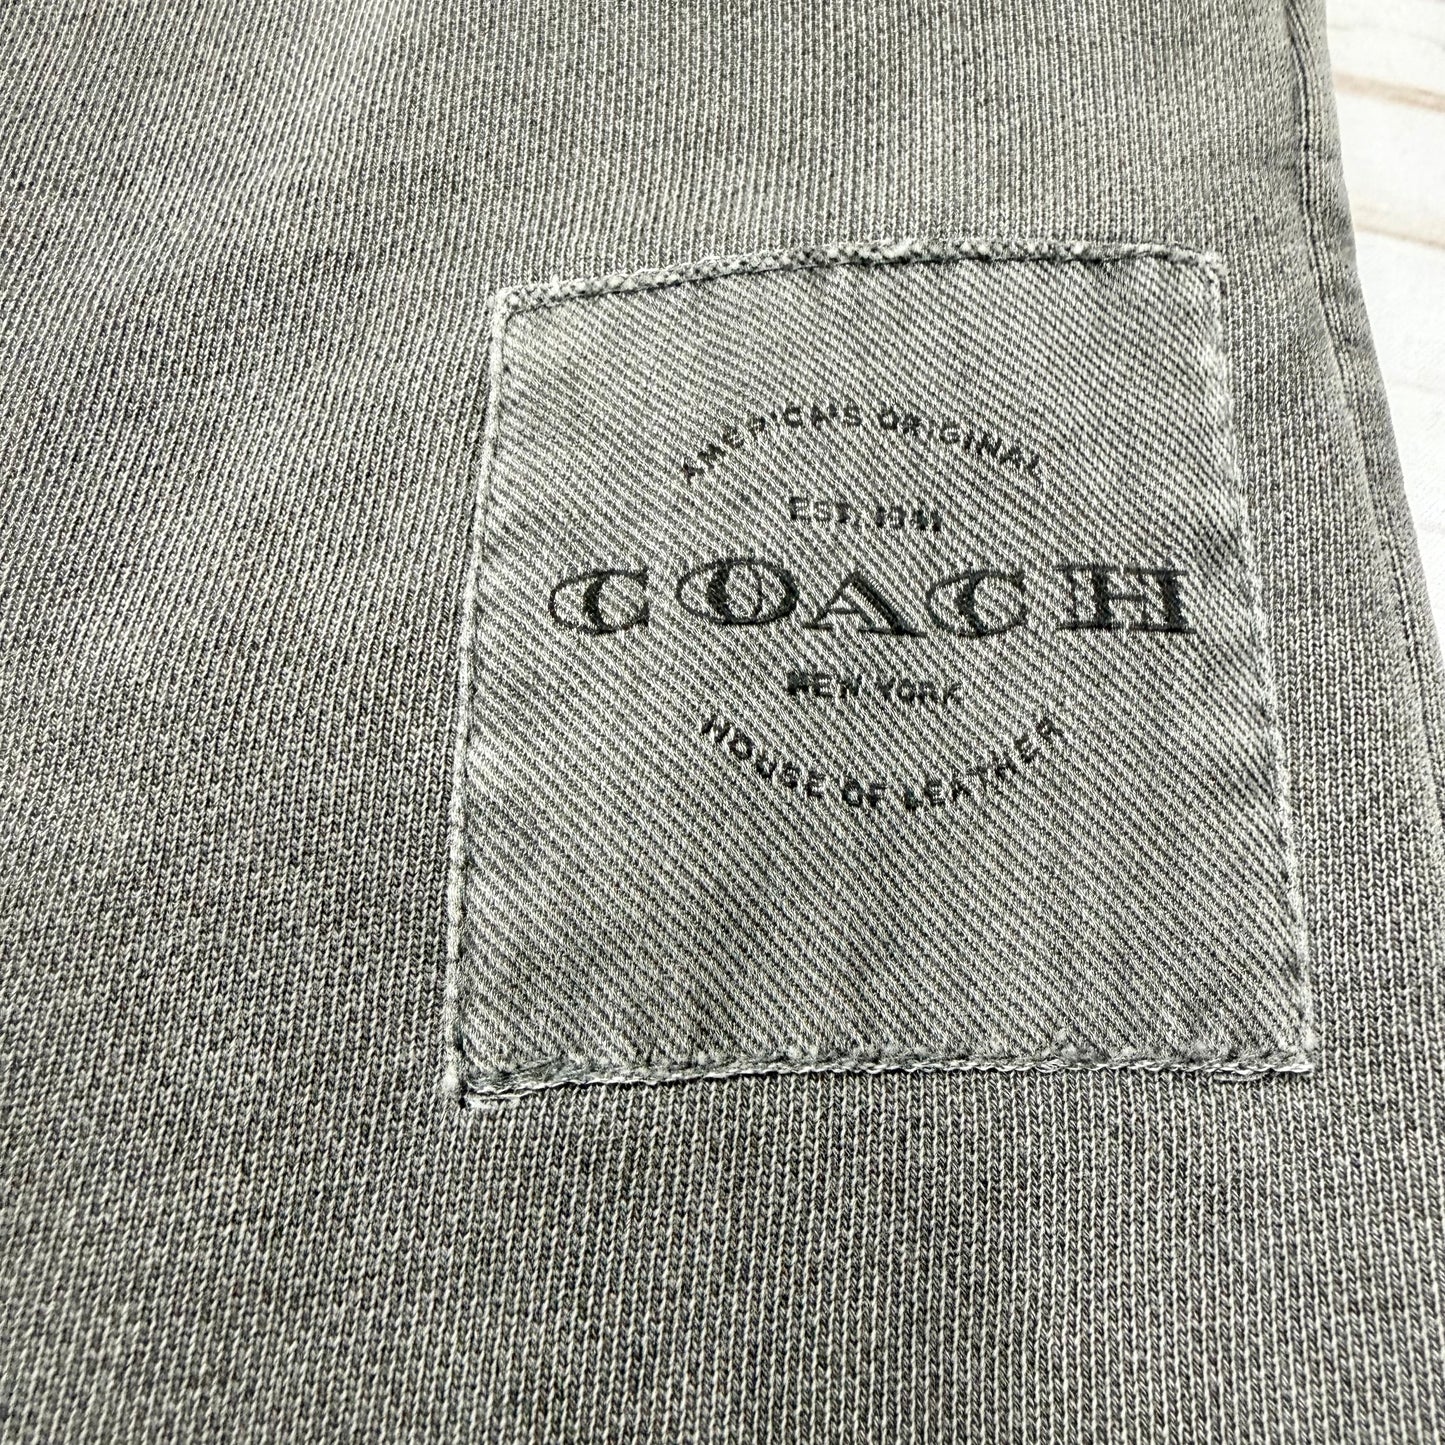 AMERICA'S ORIGINAL
EST. 1941
COACH
NEW YORK
HOUSE OF LEATHER